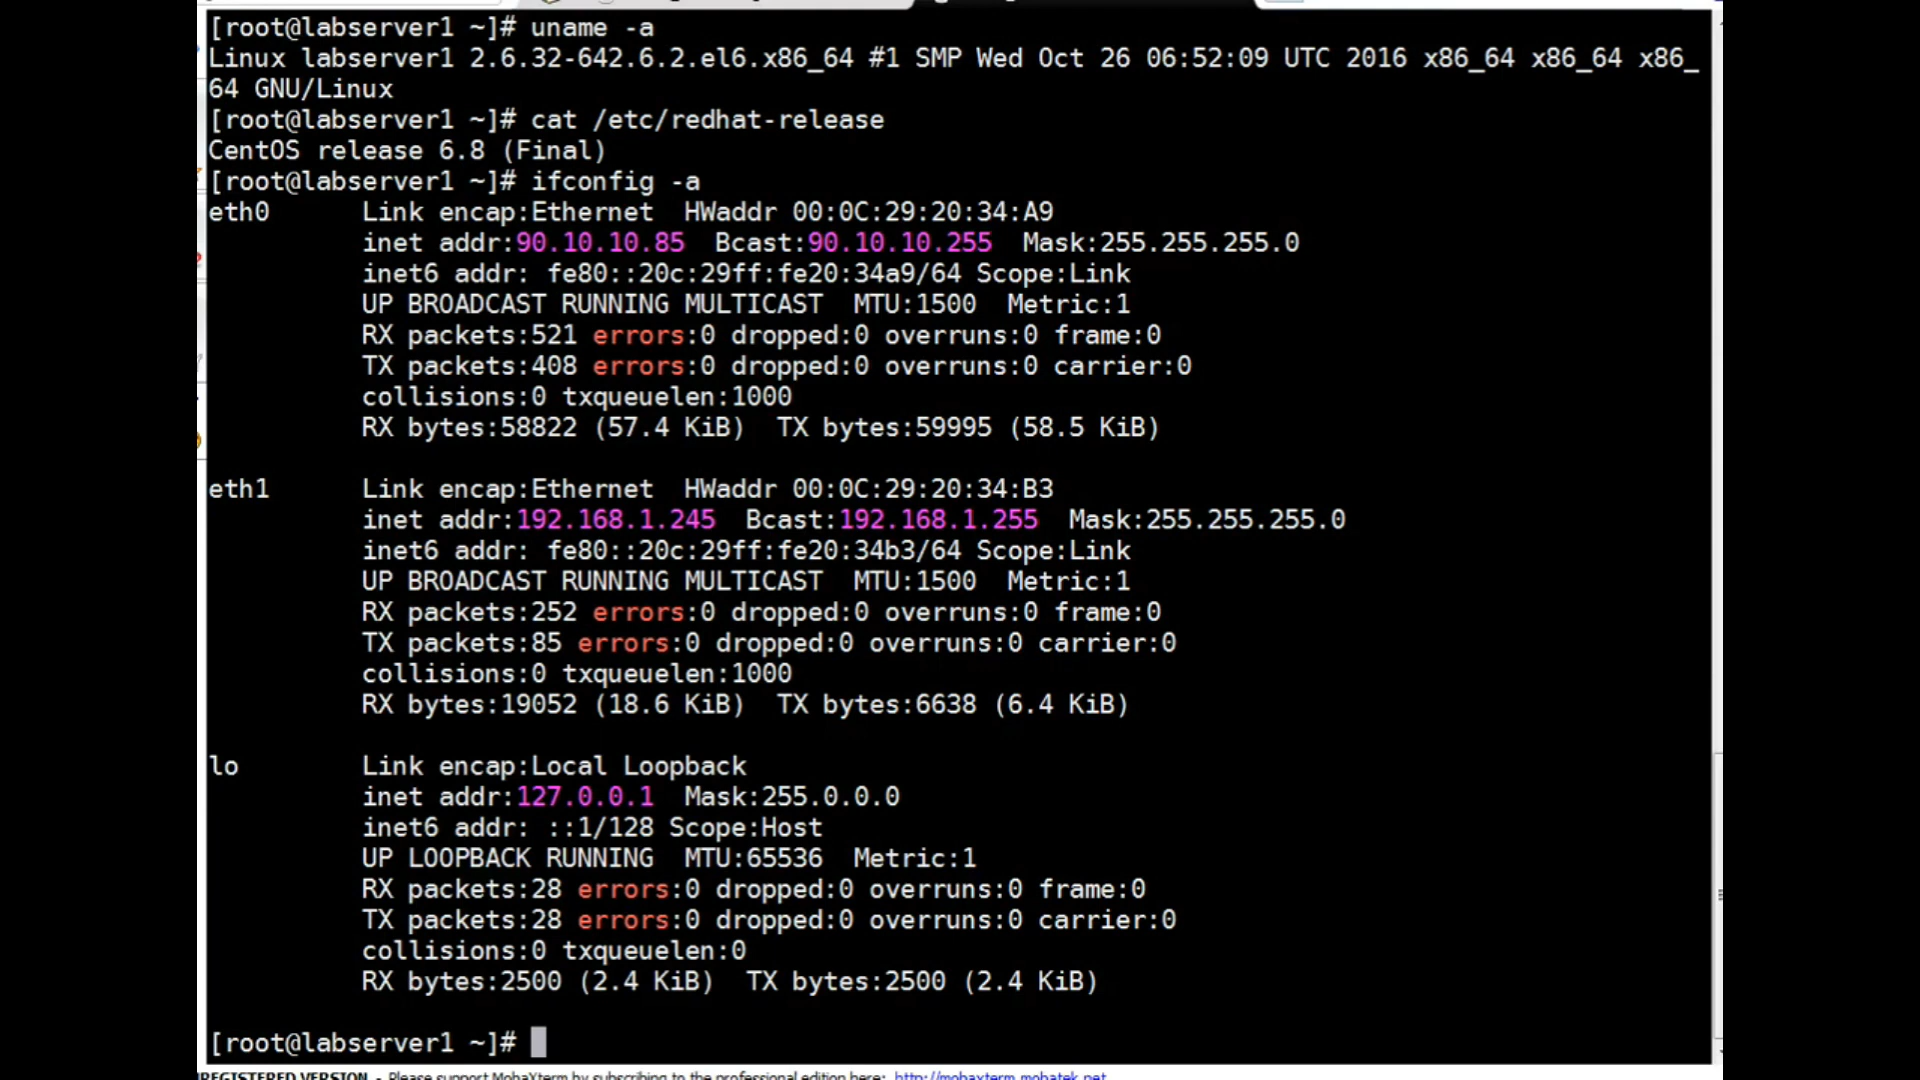 [root@labserver1 ~]# uname -a
Linux labserver1 2.6.32-642.6.2.el6.x86_64 #1 SMP Wed Oct 26 06:52:09 UTC 2016 x86_64 x86_64 x86_
64 GNU/Linux
[root@labserver1 ~]# cat /etc/redhat-release
CentOS release 6.8 (Final)
[root@labserver1 ~]# ifconfig -a
eth0      Link encap:Ethernet  HWaddr 00:0C:29:20:34:A9
          inet addr:90.10.10.85  Bcast:90.10.10.255  Mask:255.255.255.0
          inet6 addr: fe80::20c:29ff:fe20:34a9/64 Scope:Link
          UP BROADCAST RUNNING MULTICAST  MTU:1500  Metric:1
          RX packets:521 errors:0 dropped:0 overruns:0 frame:0
          TX packets:408 errors:0 dropped:0 overruns:0 carrier:0
          collisions:0 txqueuelen:1000
          RX bytes:58822 (57.4 KiB)  TX bytes:59995 (58.5 KiB)

eth1      Link encap:Ethernet  HWaddr 00:0C:29:20:34:B3
          inet addr:192.168.1.245  Bcast:192.168.1.255  Mask:255.255.255.0
          inet6 addr: fe80::20c:29ff:fe20:34b3/64 Scope:Link
          UP BROADCAST RUNNING MULTICAST  MTU:1500  Metric:1
          RX packets:252 errors:0 dropped:0 overruns:0 frame:0
          TX packets:85 errors:0 dropped:0 overruns:0 carrier:0
          collisions:0 txqueuelen:1000
          RX bytes:19052 (18.6 KiB)  TX bytes:6638 (6.4 KiB)

lo        Link encap:Local Loopback
          inet addr:127.0.0.1  Mask:255.0.0.0
          inet6 addr: ::1/128 Scope:Host
          UP LOOPBACK RUNNING  MTU:65536  Metric:1
          RX packets:28 errors:0 dropped:0 overruns:0 frame:0
          TX packets:28 errors:0 dropped:0 overruns:0 carrier:0
          collisions:0 txqueuelen:0
          RX bytes:2500 (2.4 KiB)  TX bytes:2500 (2.4 KiB)

[root@labserver1 ~]#
REGISTERED VERSION - Please support MobaXterm by subscribing to the professional edition here: http://mobaxterm.mobatek.net